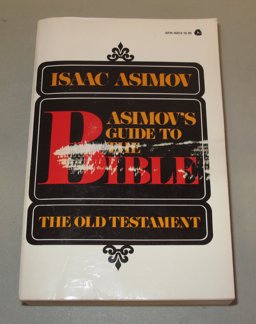 ISAAC ASIMOV
ASIMOV'S
GUIDE TO
THE
BIBLE
THE OLD TESTAMENT